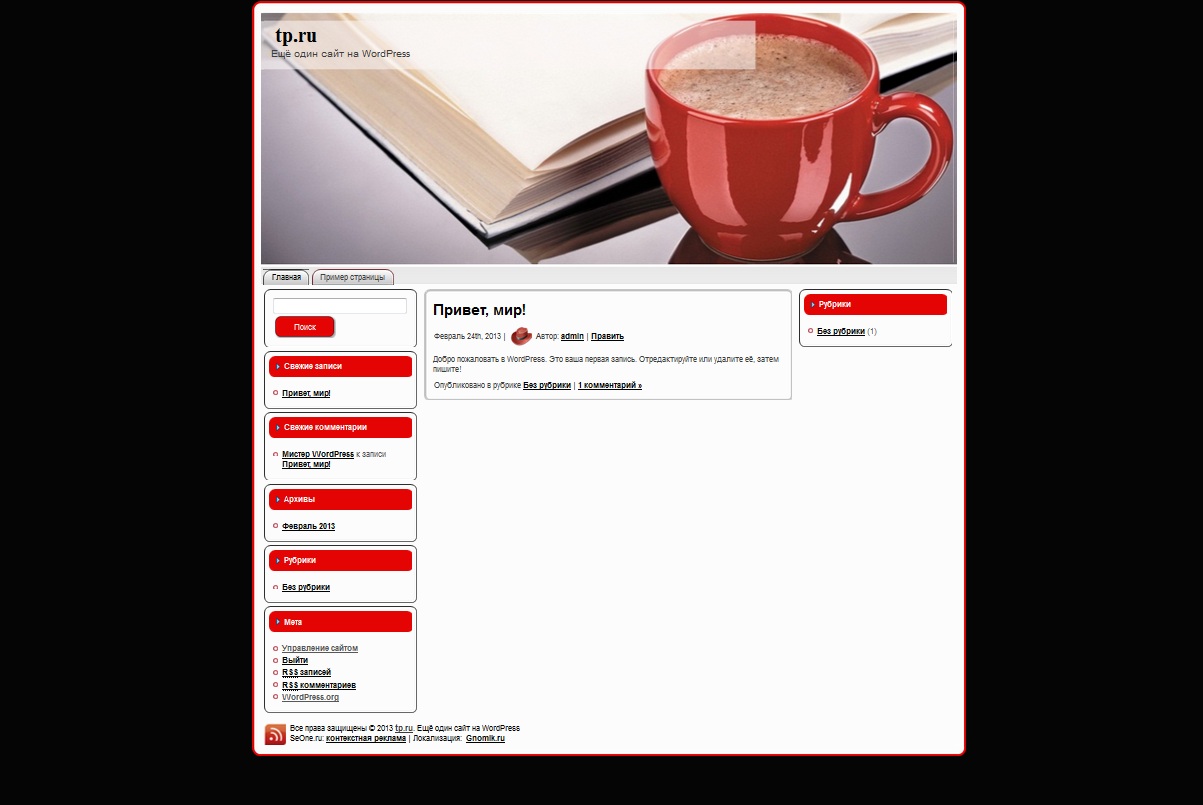 tp.ru
Ещё один сайт на WordPress
Главная
Пример страницы
Поиск
Свежие записи
Привет, мир!
Свежие комментарии
Мистер WordPress к записи
Привет, мир!
Архивы
Февраль 2013
Рубрики
Без рубрики
Мета
Управление сайтом
Выйти
RSS записей
RSS комментариев
WordPress.org
Привет, мир!
Февраль 24th, 2013 | Автор: admin | Править
Добро пожаловать в WordPress. Это ваша первая запись. Отредактируйте или удалите её, затем
пишите!
Опубликовано в рубрике Без рубрики | 1 комментарий »
Рубрики
Без рубрики (1)
Все права защищены © 2013 tp.ru. Ещё один сайт на WordPress
SeOne.ru: контекстная реклама | Локализация: Gnomik.ru